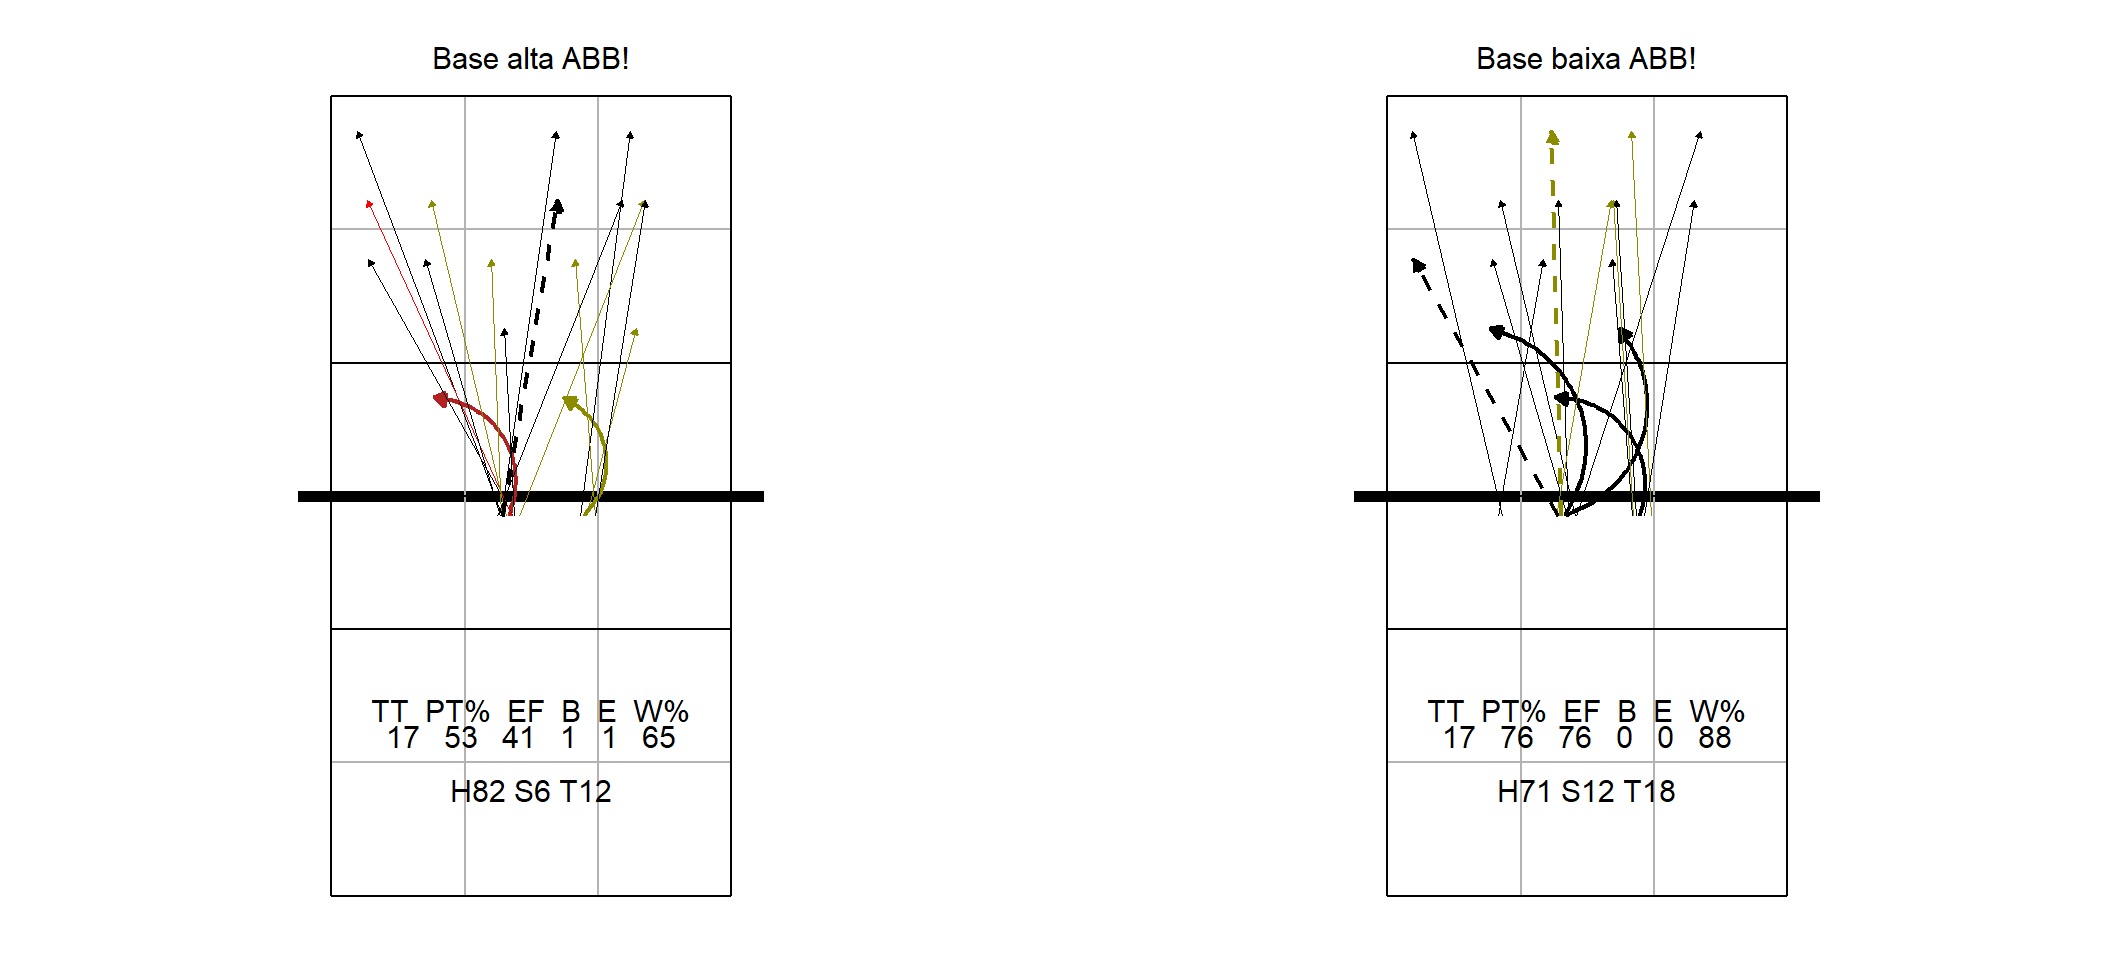 Base alta ABB!
TT PT% EF B E W%
17 53 41 1 1 65
H82 S6 T12
Base baixa ABB!
TT PT% EF B E W%
17 76 76 0 0 88
H71 S12 T18